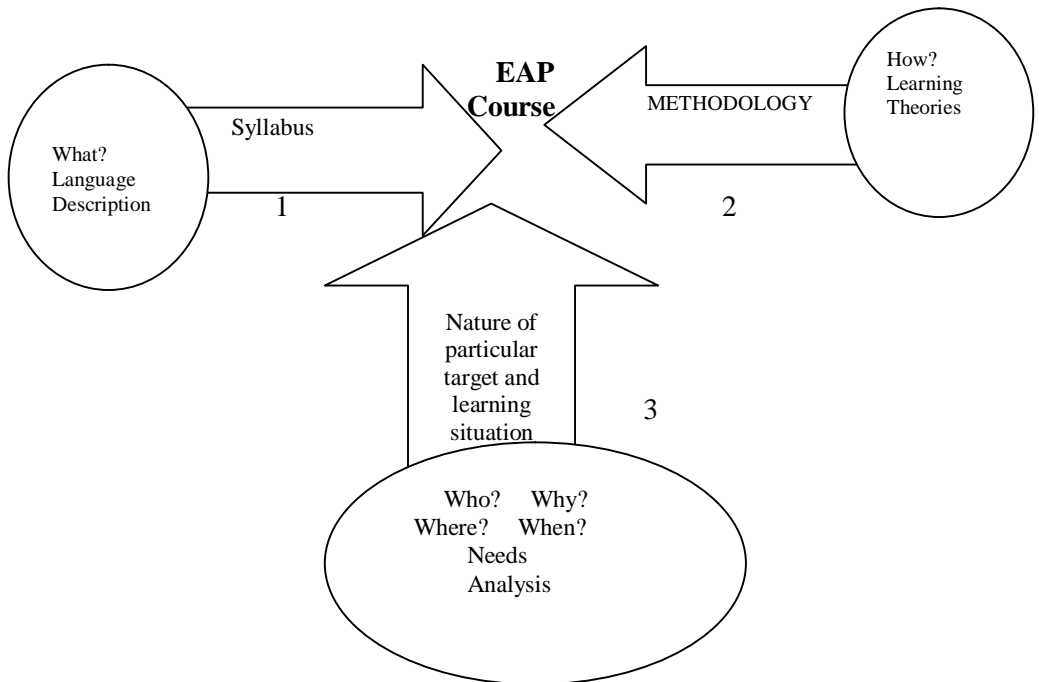 EAP
Course
What?
Language
Description
Syllabus
1
METHODOLOGY
2
How?
Learning
Theories
Nature of
particular
target and
learning
situation
3
Who? Why?
Where? When?
Needs
Analysis